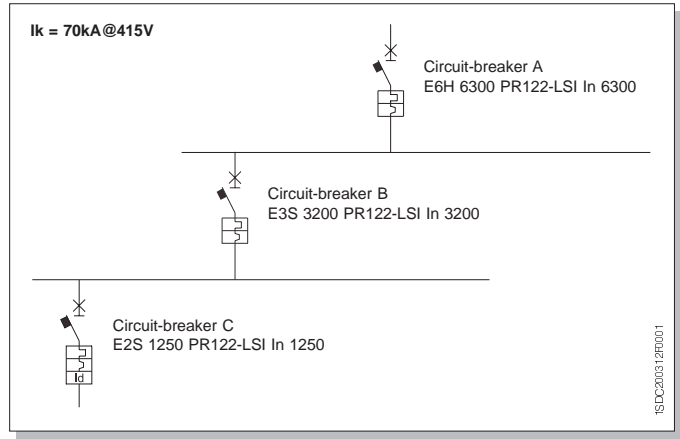 Ik = 70kA@415V
Circuit-breaker A
E6H 6300 PR122-LSI In 6300
Circuit-breaker B
E3S 3200 PR122-LSI In 3200
Circuit-breaker C
E2S 1250 PR122-LSI In 1250
Id
1SDC200312F0001